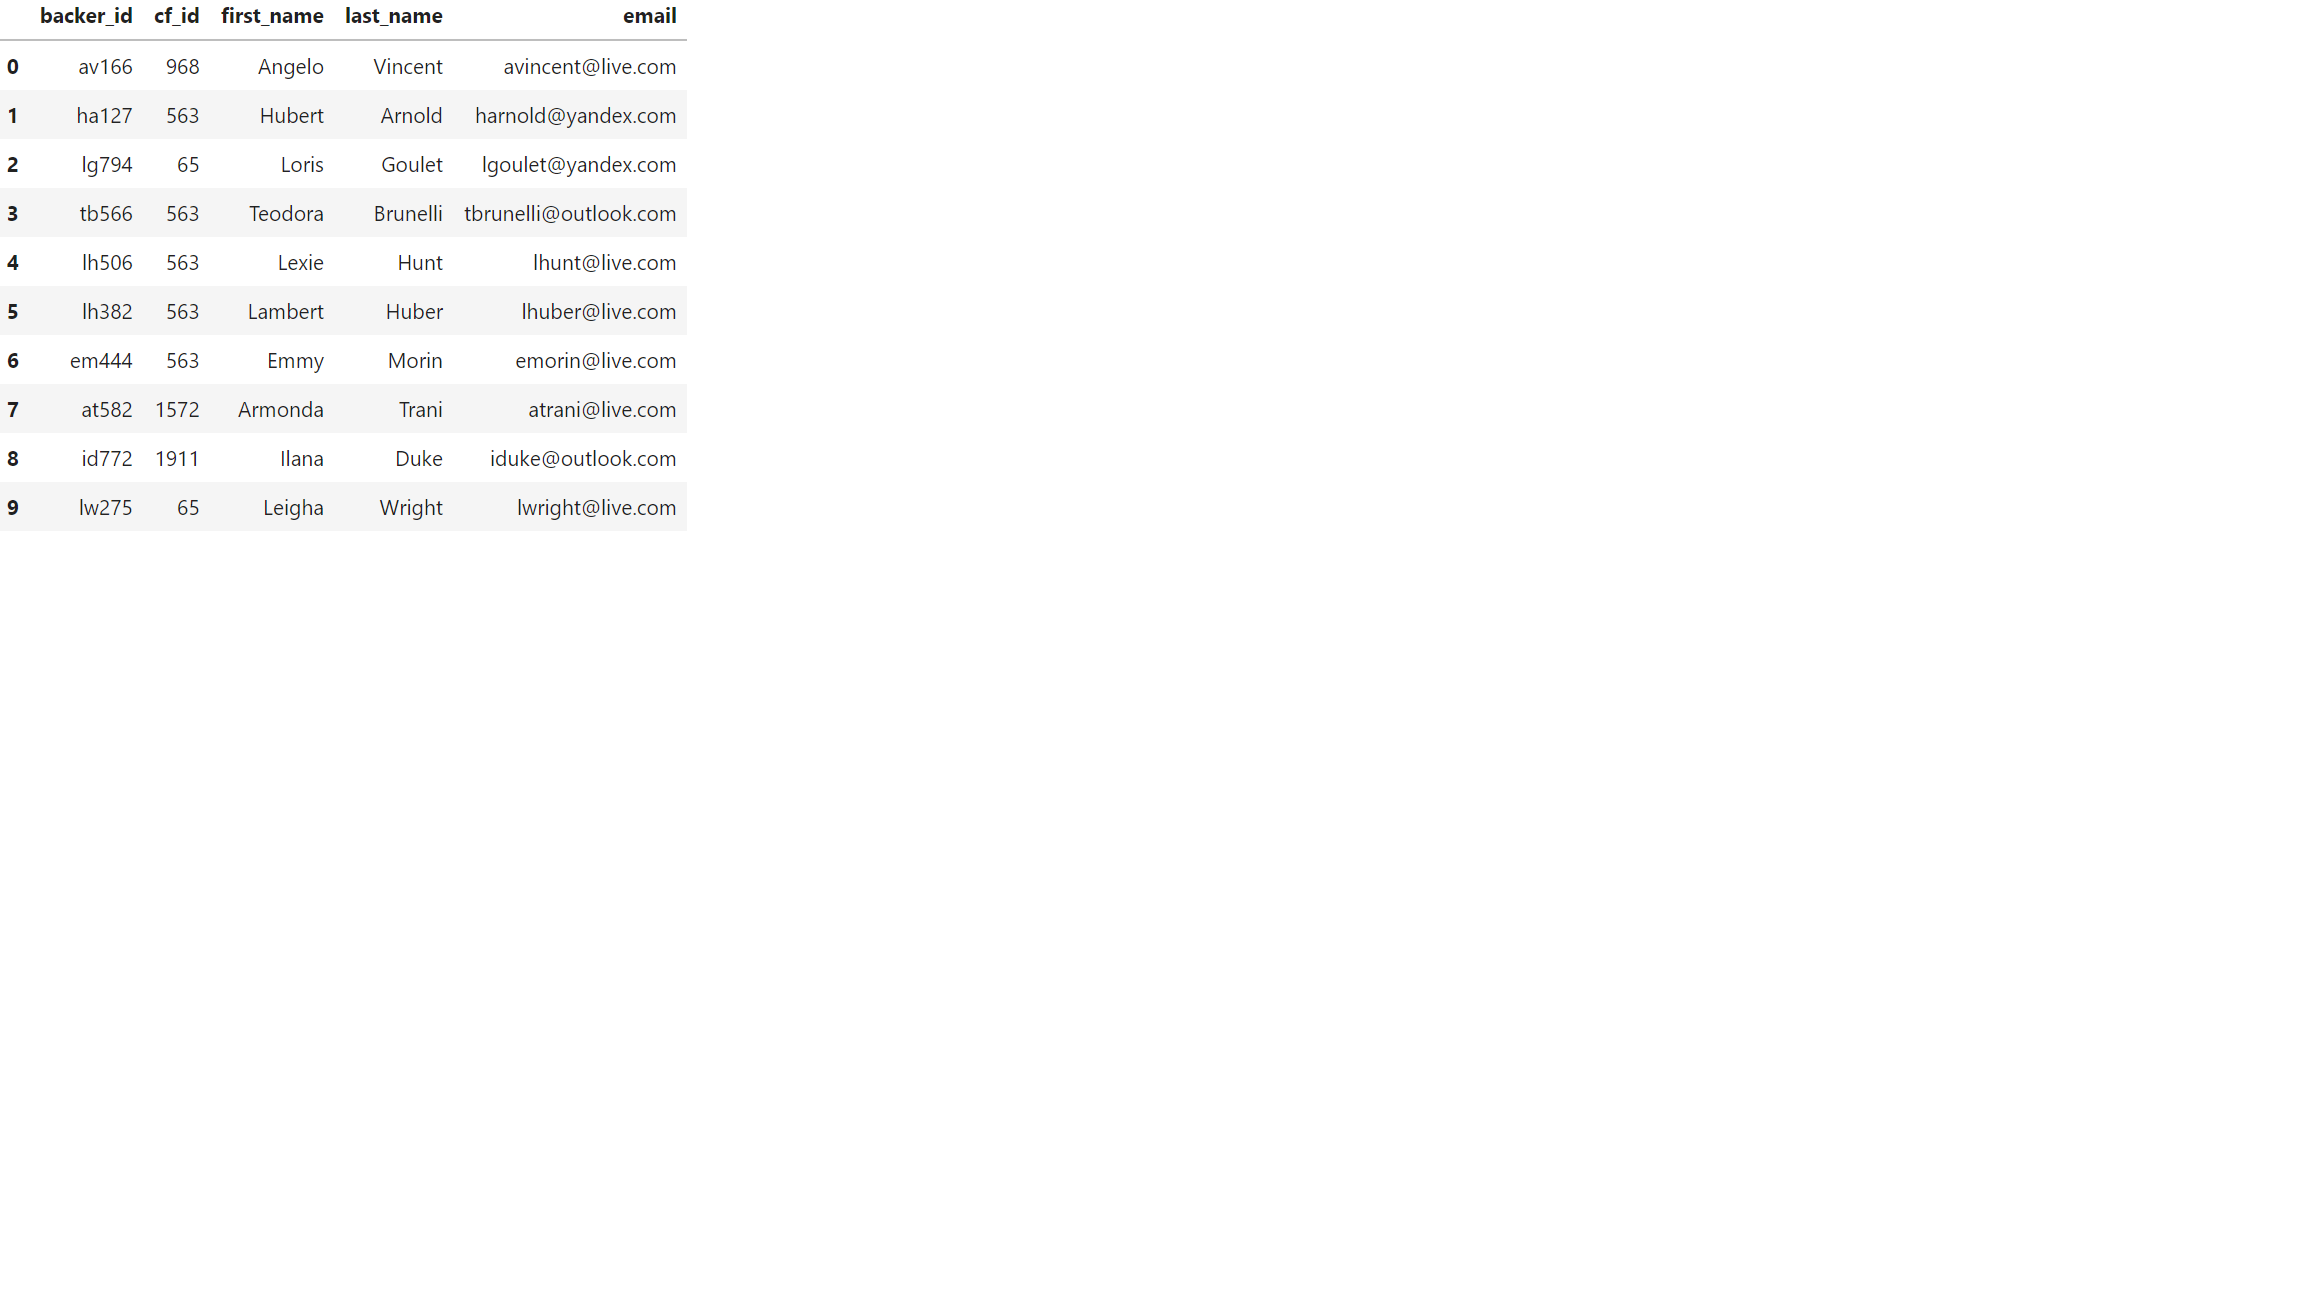 backer_id cf_id first_name last_name email
0 av166 968 Angelo Vincent avincent@live.com
1 ha127 563 Hubert Arnold harnold@yandex.com
2 lg794 65 Loris Goulet lgoulet@yandex.com
3 tb566 563 Teodora Brunelli tbrunelli@outlook.com
4 lh506 563 Lexie Hunt lhunt@live.com
5 lh382 563 Lambert Huber lhuber@live.com
6 em444 563 Emmy Morin emorin@live.com
7 at582 1572 Armonda Trani atrani@live.com
8 id772 1911 Ilana Duke iduke@outlook.com
9 lw275 65 Leigha Wright lwright@live.com